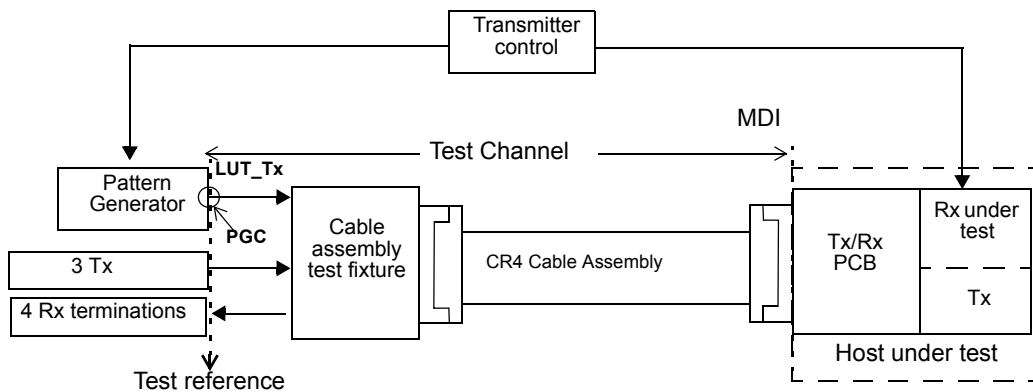 Transmitter
control
MDI
Test Channel
LUT_Tx
Pattern
Generator
PGC
3 Tx
4 Rx terminations
Cable
assembly
test fixture
CR4 Cable Assembly
Tx/Rx
PCB
Rx under
test
Tx
Host under test
Test reference